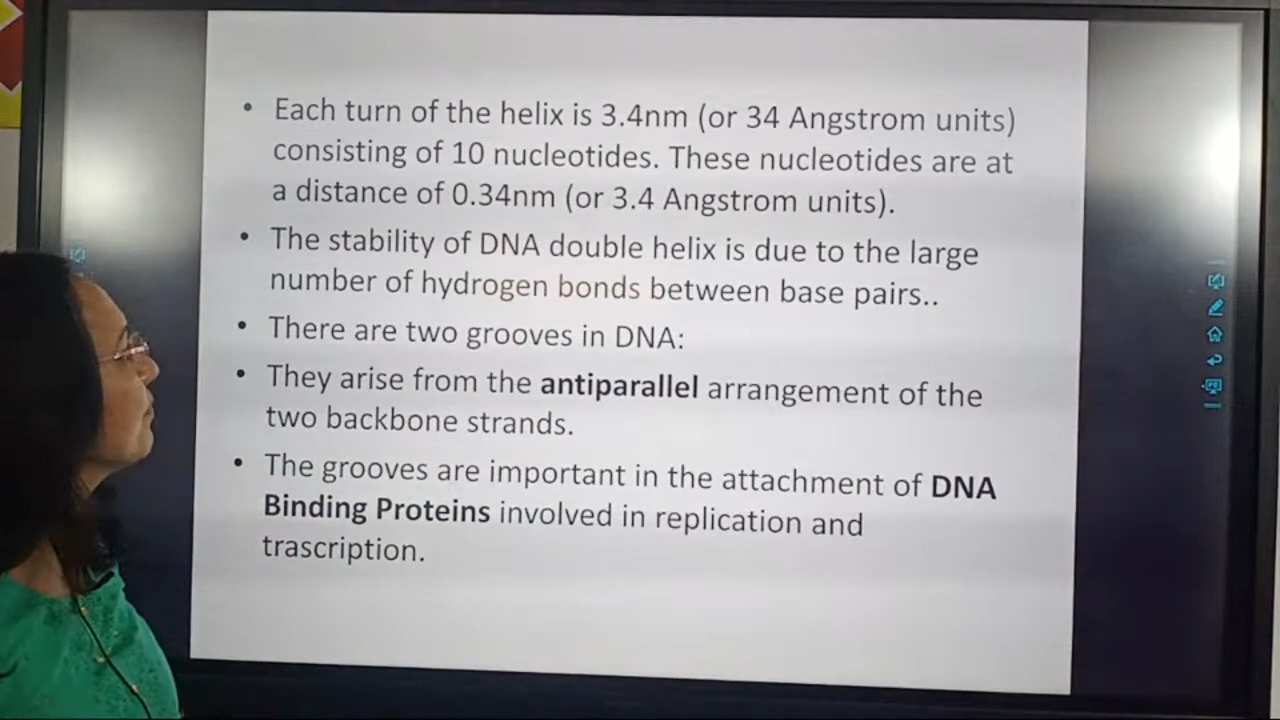 • Each turn of the helix is 3.4nm (or 34 Angstrom units)
consisting of 10 nucleotides. These nucleotides are at
a distance of 0.34nm (or 3.4 Angstrom units).
• The stability of DNA double helix is due to the large
number of hydrogen bonds between base pairs..
• There are two grooves in DNA:
• They arise from the antiparallel arrangement of the
two backbone strands.
• The grooves are important in the attachment of DNA
Binding Proteins involved in replication and
trascription.